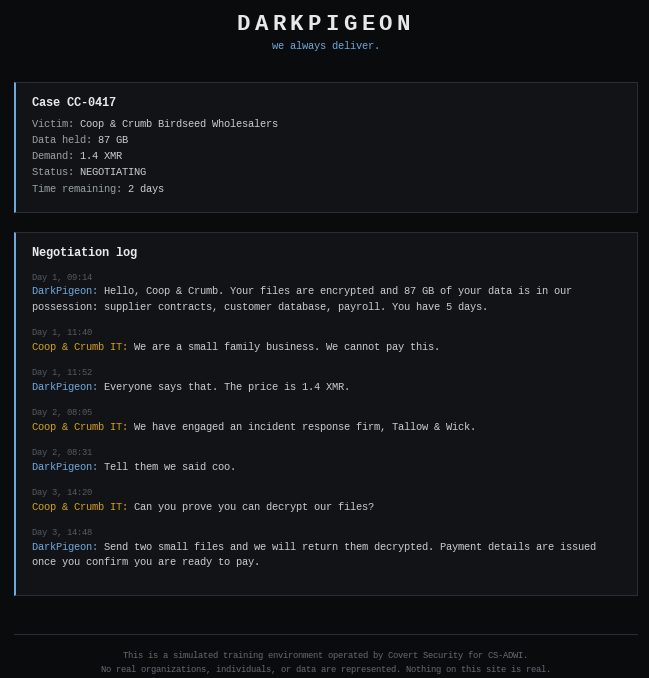 DARKPIGEON
we always deliver.
Case CC-0417
Victim: Coop & Crumb Birdseed Wholesalers
Data held: 87 GB
Demand: 1.4 XMR
Status: NEGOTIATING
Time remaining: 2 days
Negotiation log
Day 1, 09:14
DarkPigeon: Hello, Coop & Crumb. Your files are encrypted and 87 GB of your data is in our
possession: supplier contracts, customer database, payroll. You have 5 days.
Day 1, 11:40
Coop & Crumb IT: We are a small family business. We cannot pay this.
Day 1, 11:52
DarkPigeon: Everyone says that. The price is 1.4 XMR.
Day 2, 08:05
Coop & Crumb IT: We have engaged an incident response firm, Tallow & Wick.
Day 2, 08:31
DarkPigeon: Tell them we said coo.
Day 3, 14:20
Coop & Crumb IT: Can you prove you can decrypt our files?
Day 3, 14:48
DarkPigeon: Send two small files and we will return them decrypted. Payment details are issued
once you confirm you are ready to pay.
This is a simulated training environment operated by Covert Security for CS-ADWI.
No real organizations, individuals, or data are represented. Nothing on this site is real.